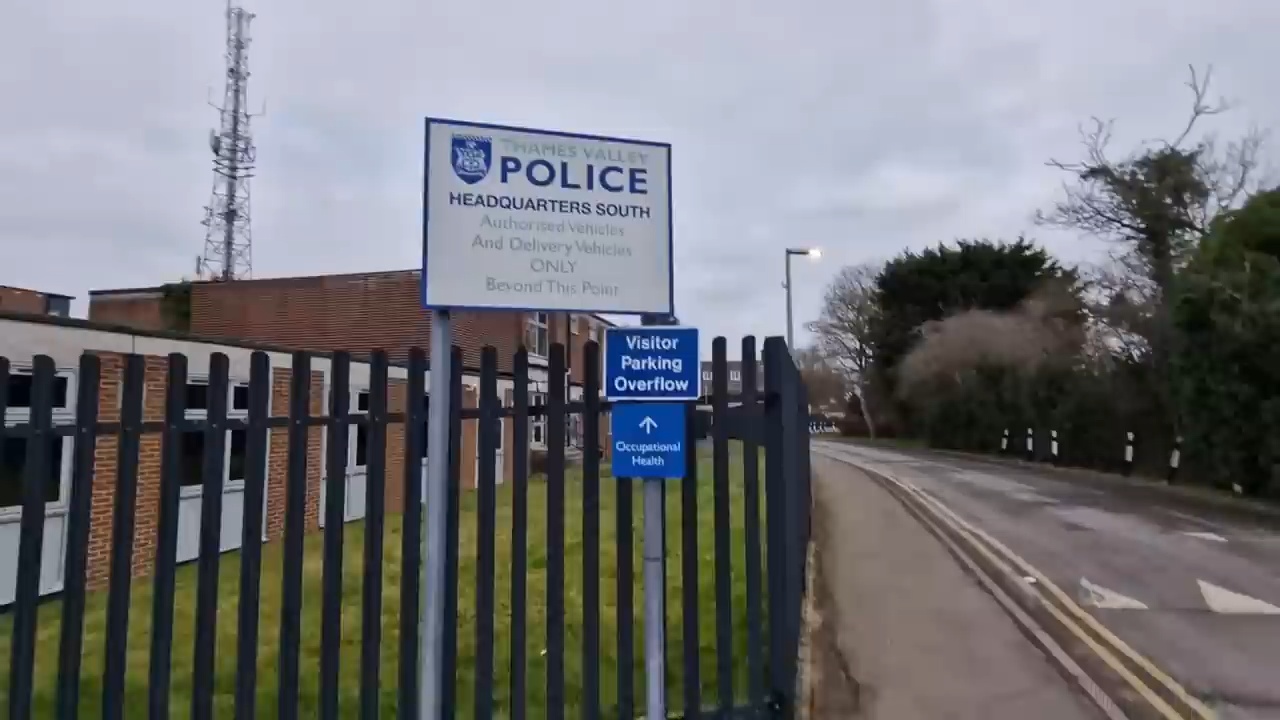 THAMES VALLEY
POLICE
HEADQUARTERS SOUTH
Authorised Vehicles
And Delivery Vehicles
ONLY
Beyond This Point
Visitor
Parking
Overflow
Occupational
Health